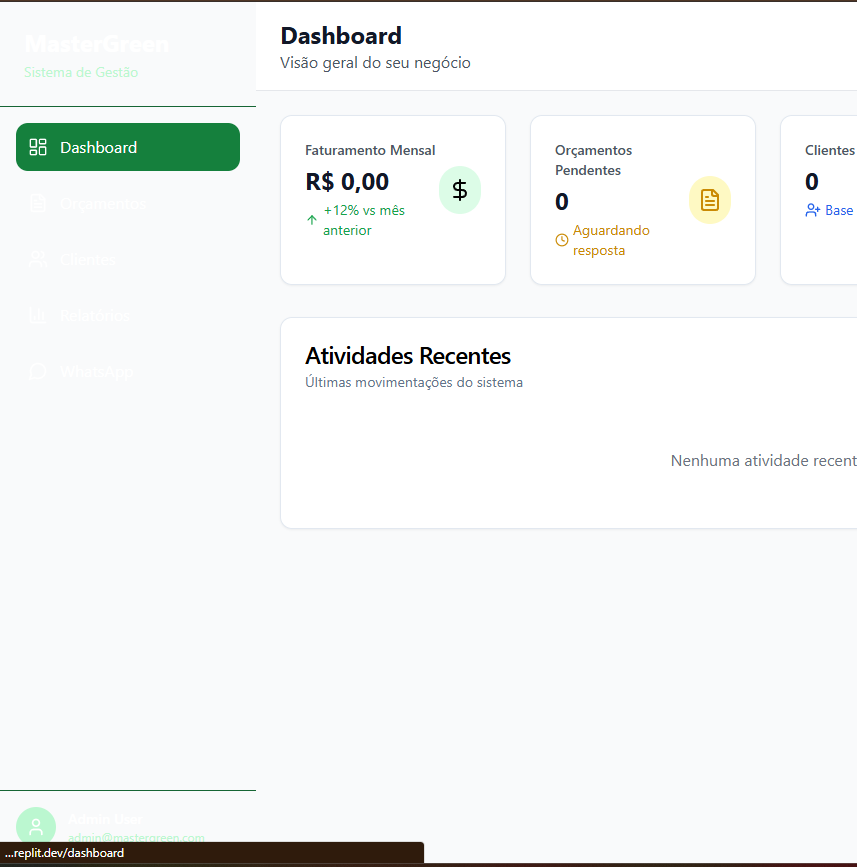 MasterGreen
Sistema de Gestão
Dashboard
Orçamentos
Clientes
Relatórios
WhatsApp
Admin User
admin@mastergreen.com
...replit.dev/dashboard
Dashboard
Visão geral do seu negócio
Faturamento Mensal
R$ 0,00
+12% vs mês
anterior
Orçamentos
Pendentes
0
Aguardando
resposta
Clientes
0
Base
Atividades Recentes
Últimas movimentações do sistema
Nenhuma atividade recent